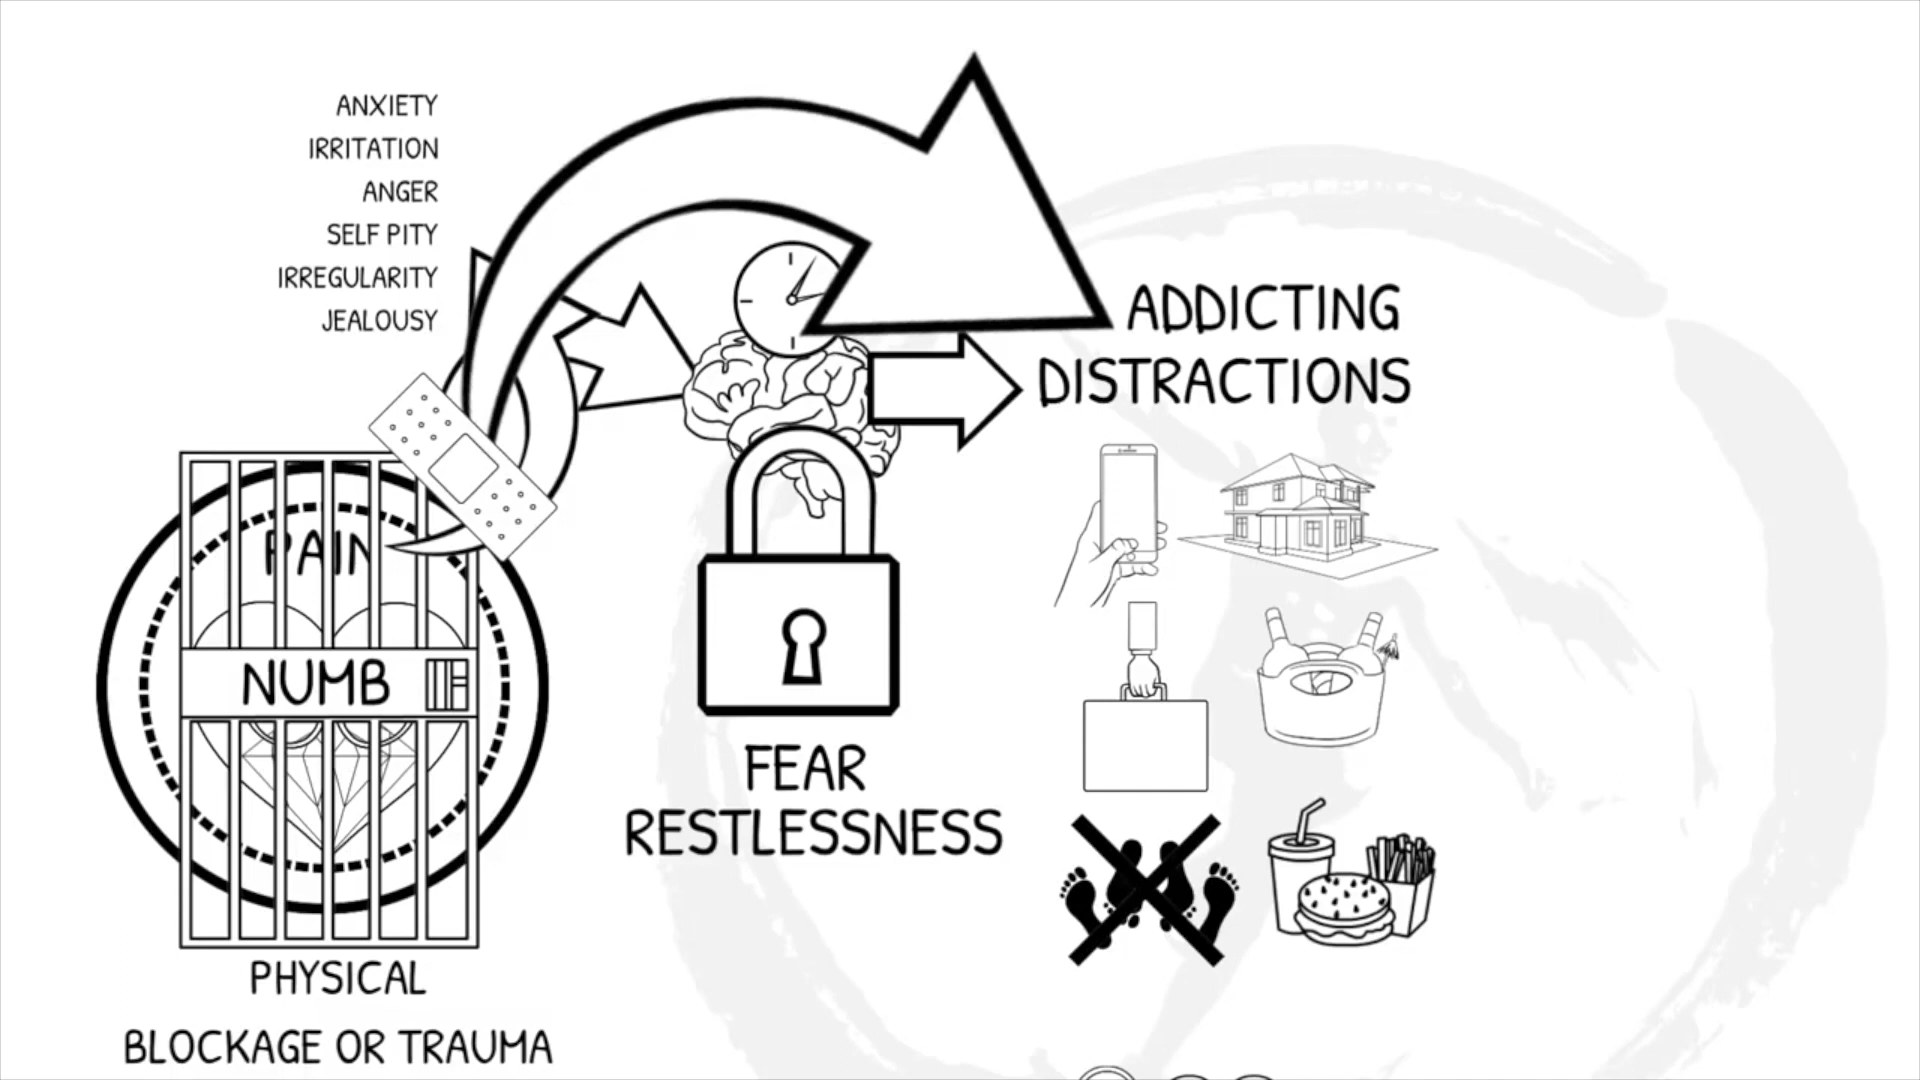 ANXIETY
IRRITATION
ANGER
SELF PITY
IRREGULARITY
JEALOUSY
PAIN
NUMB
PHYSICAL
BLOCKAGE OR TRAUMA
FEAR
RESTLESSNESS
ADDICTING
DISTRACTIONS